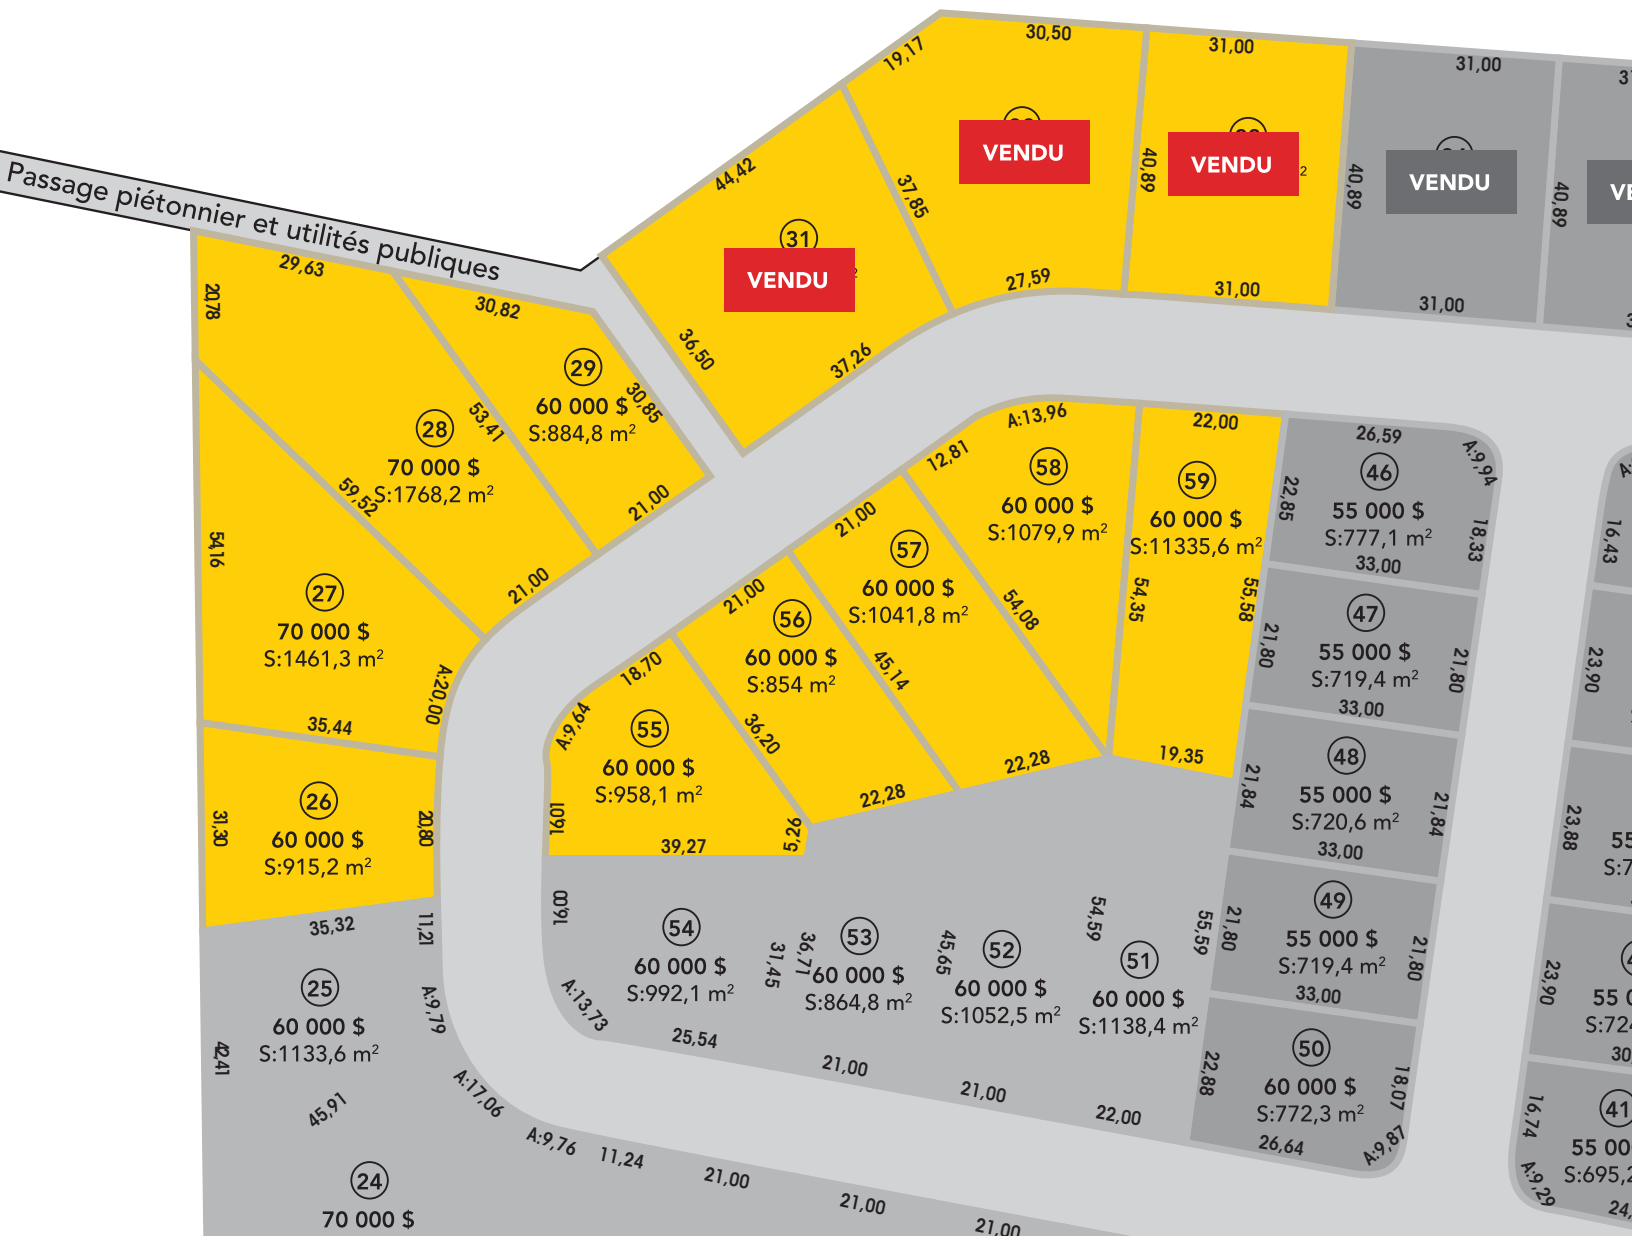 30,50
31,00
31,00
19,17
VENDU
VENDU
VENDU
40,89
40,89
40,89
44,42
37,85
31
VENDU
Passage piétonnier et utilités publiques
36,50
37,26
27,59
31,00
31,00
29,63
20,78
30,82
29
60 000 $
S:884,8 m²
30,85
53,41
21,00
28
70 000 $
S:1768,2 m²
59,52
21,00
54,16
27
70 000 $
S:1461,3 m²
A:20,00
35,44
26
60 000 $
S:915,2 m²
31,30
20,80
35,32
11,21
25
60 000 $
S:1133,6 m²
A:9,79
42,41
45,91
A:17,06
A:9,76
11,24
21,00
21,00
21,00
24
70 000 $
A:13,96
12,81
58
60 000 $
S:1079,9 m²
22,00
59
60 000 $
S:11335,6 m²
54,35
55,58
19,35
21,00
57
60 000 $
S:1041,8 m²
54,08
22,28
21,00
56
60 000 $
S:854 m²
45,14
22,28
18,70
A:9,64
55
60 000 $
S:958,1 m²
36,20
16,01
39,27
5,26
16,00
54
60 000 $
S:992,1 m²
A:13,73
25,54
31,45
36,71
53
60 000 $
S:864,8 m²
21,00
45,65
52
60 000 $
S:1052,5 m²
21,00
54,59
51
60 000 $
S:1138,4 m²
22,00
55,59
26,59
A:9,94
46
55 000 $
S:777,1 m²
22,85
18,33
33,00
47
55 000 $
S:719,4 m²
21,80
21,80
33,00
48
55 000 $
S:720,6 m²
21,84
21,84
33,00
49
55 000 $
S:719,4 m²
21,80
21,80
33,00
50
60 000 $
S:772,3 m²
22,88
18,07
26,64
A:9,87
16,43
23,90
23,88
23,90
16,74
41
55 00
S:695,2
A:9,29